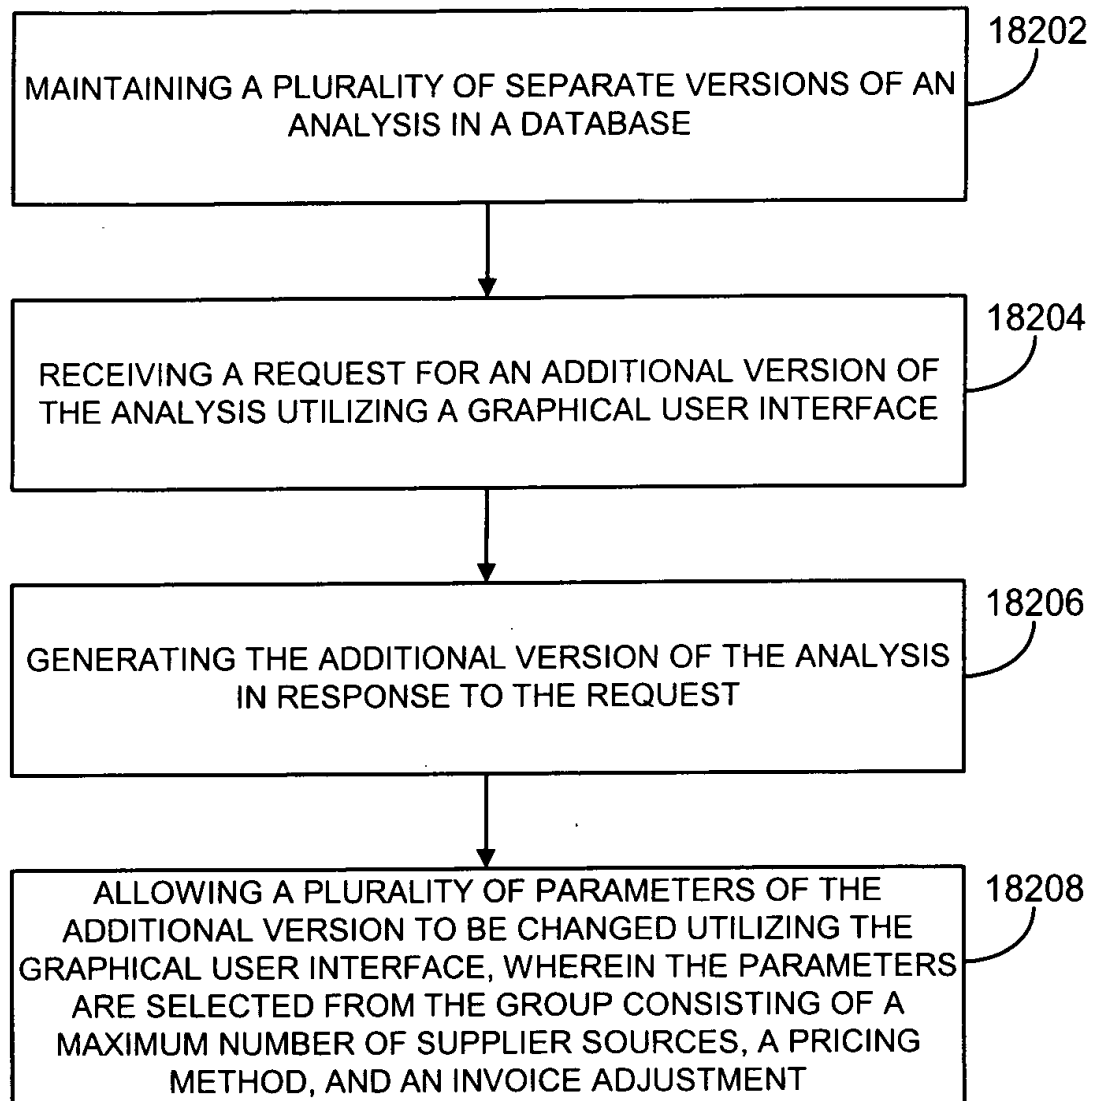 18202
MAINTAINING A PLURALITY OF SEPARATE VERSIONS OF AN
ANALYSIS IN A DATABASE
18204
RECEIVING A REQUEST FOR AN ADDITIONAL VERSION OF
THE ANALYSIS UTILIZING A GRAPHICAL USER INTERFACE
18206
GENERATING THE ADDITIONAL VERSION OF THE ANALYSIS
IN RESPONSE TO THE REQUEST
18208
ALLOWING A PLURALITY OF PARAMETERS OF THE
ADDITIONAL VERSION TO BE CHANGED UTILIZING THE
GRAPHICAL USER INTERFACE, WHEREIN THE PARAMETERS
ARE SELECTED FROM THE GROUP CONSISTING OF A
MAXIMUM NUMBER OF SUPPLIER SOURCES, A PRICING
METHOD, AND AN INVOICE ADJUSTMENT